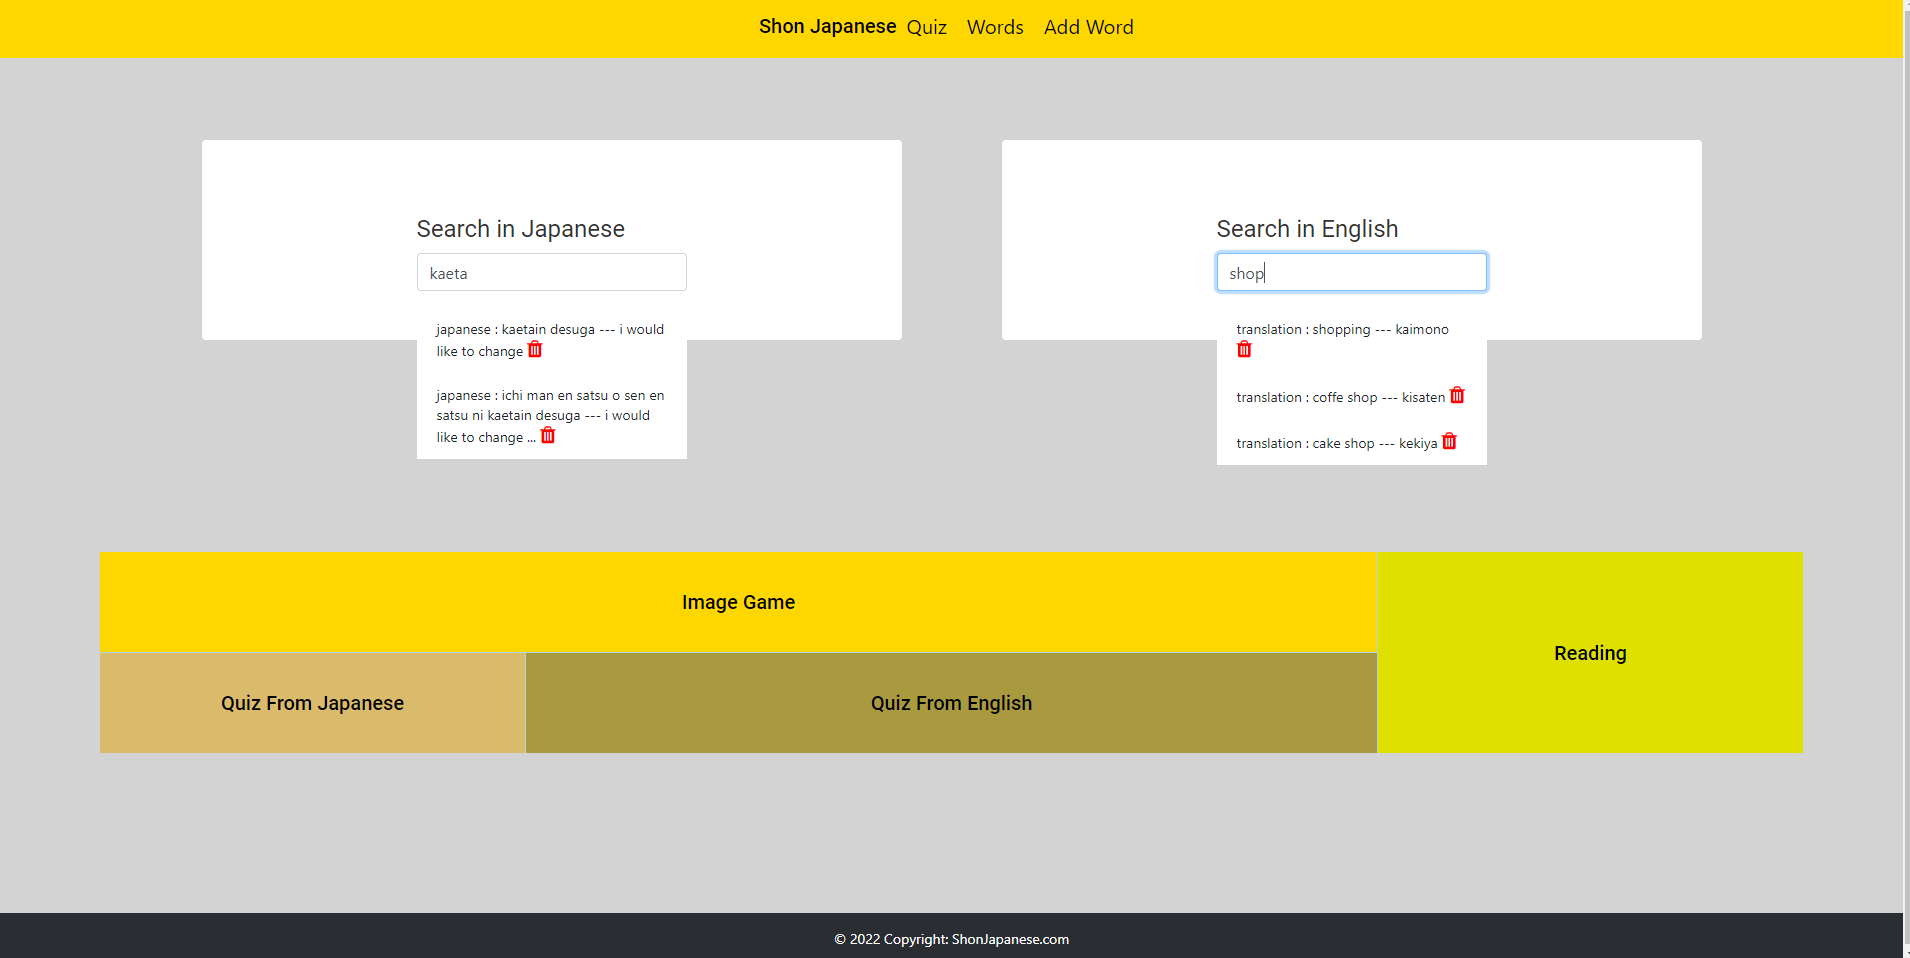 Shon Japanese Quiz Words Add Word
Search in Japanese
kaeta
japanese : kaetain desuga --- i would
like to change
japanese : ichi man en satsu o sen en
satsu ni kaetain desuga --- i would
like to change ...
Search in English
shop
translation : shopping --- kaimono
translation : coffe shop --- kisaten
translation : cake shop --- kekiya
Image Game
Reading
Quiz From Japanese
Quiz From English
© 2022 Copyright: ShonJapanese.com